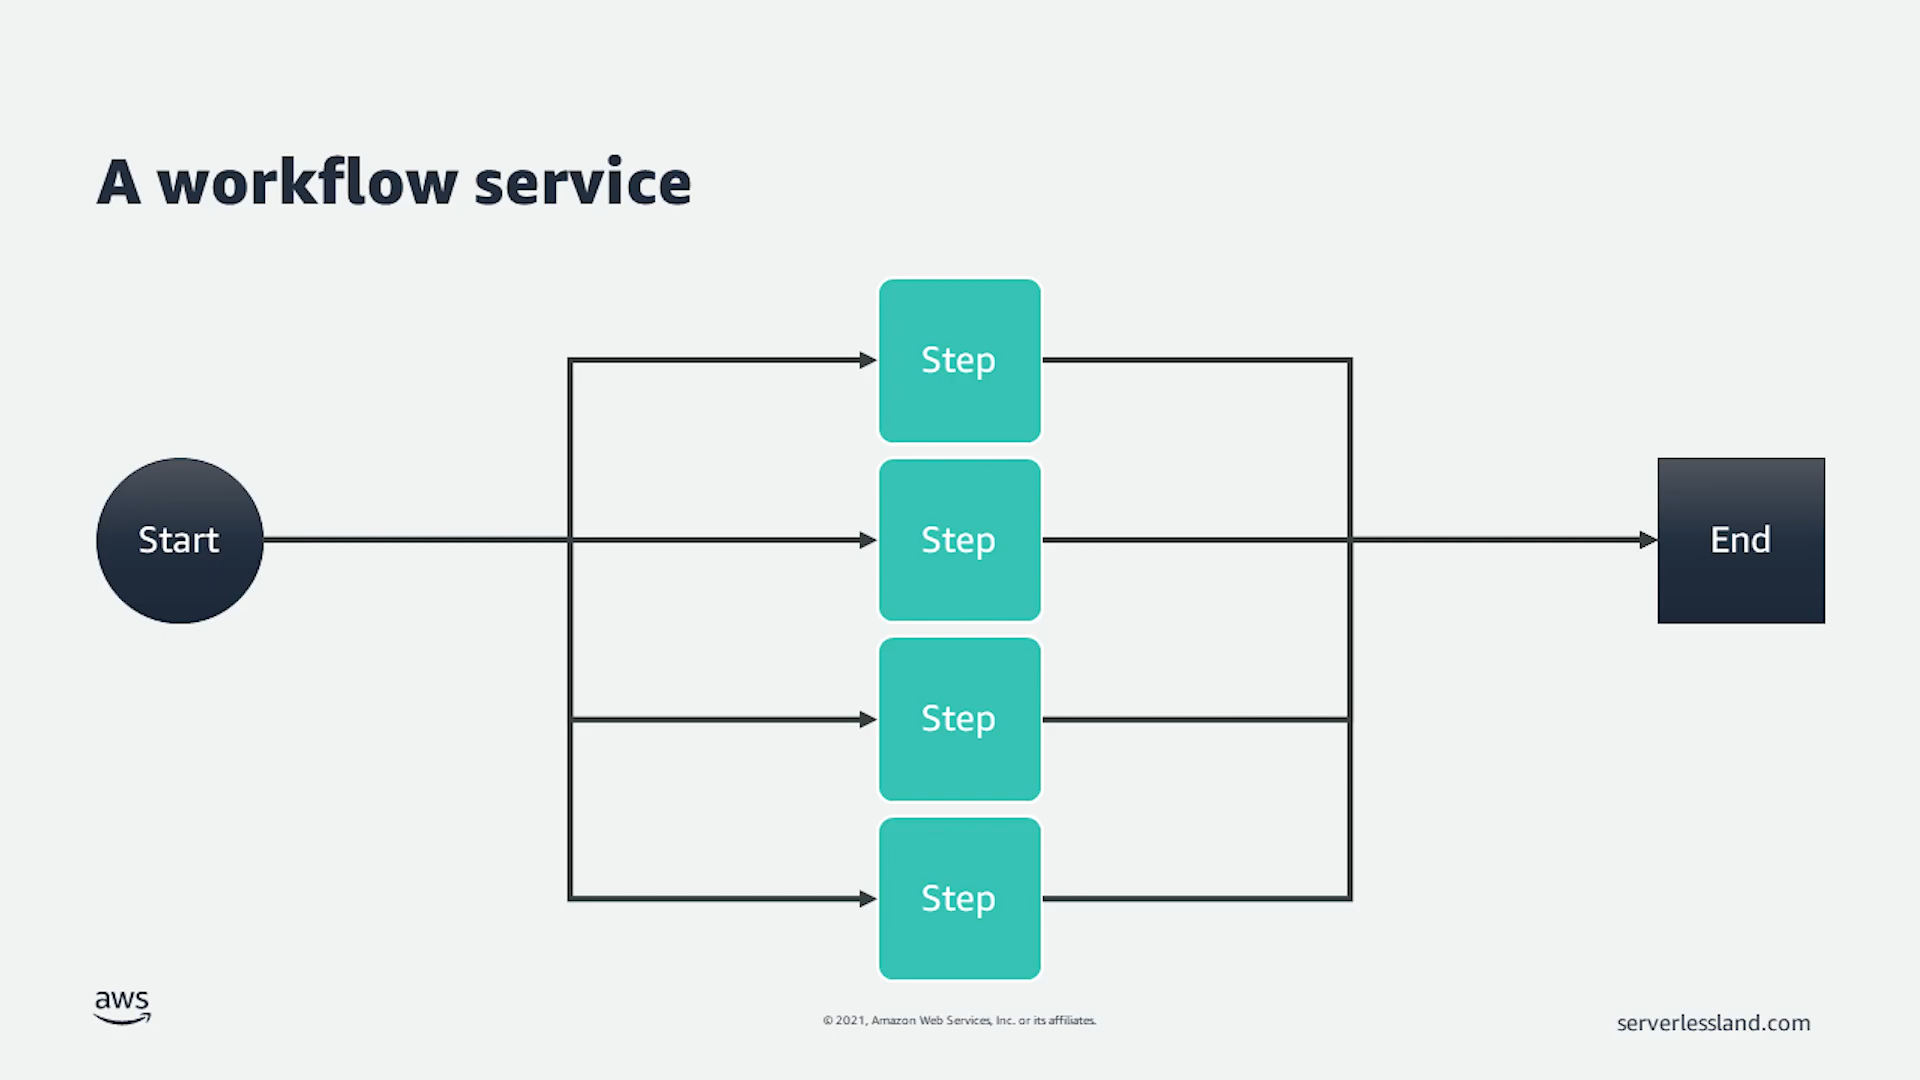 A workflow service
Step
Start
Step
End
Step
Step
aws
© 2021, Amazon Web Services, Inc. or its affiliates.
serverlessland.com